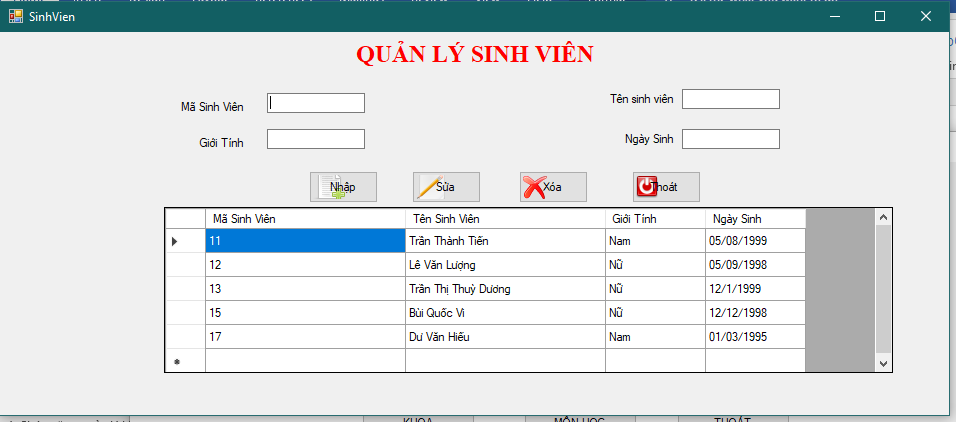 SinhVien
QUẢN LÝ SINH VIÊN
Mã Sinh Viên
Tên sinh viên
Giới Tính
Ngày Sinh
Nhập Sửa Xóa Thoát
Mã Sinh Viên Tên Sinh Viên Giới Tính Ngày Sinh
11 Trần Thành Tiến Nam 05/08/1999
12 Lê Văn Lượng Nữ 05/09/1998
13 Trần Thị Thuỳ Dương Nữ 12/1/1999
15 Bùi Quốc Vi Nữ 12/12/1998
17 Dư Văn Hiếu Nam 01/03/1995
KHOA MÔN HỌC THOÁT